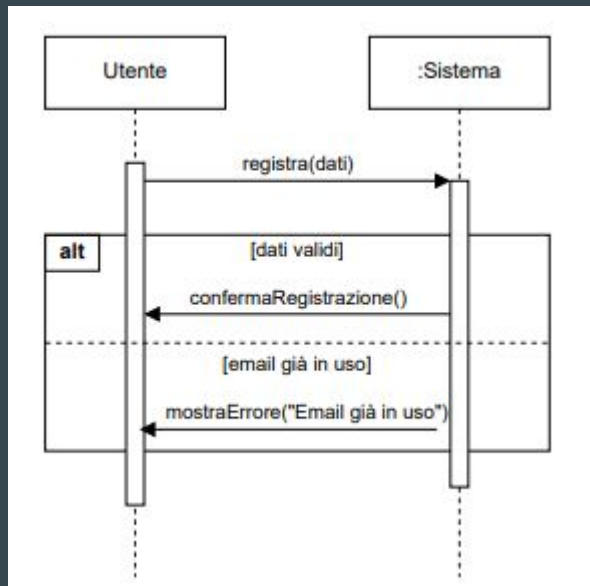 Utente
:Sistema
registra(dati)
alt
[dati validi]
confermaRegistrazione()
[email già in uso]
mostraErrore("Email già in uso")